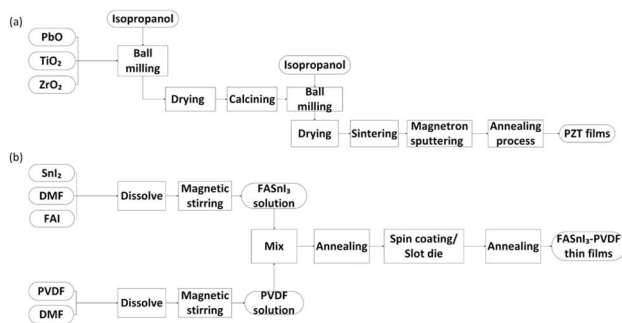 (a)
Isopropanol
PbO
TiO₂
ZrO₂
Ball
milling
Isopropanol
Drying
Calcining
Ball
milling
Drying
Sintering
Magnetron
sputtering
Annealing
process
PZT films
(b)
SnI₂
DMF
FAI
Dissolve
Magnetic
stirring
FASnI₃
solution
Mix
Annealing
Spin coating/
Slot die
Annealing
FASnI₃-PVDF
thin films
PVDF
DMF
Dissolve
Magnetic
stirring
PVDF
solution